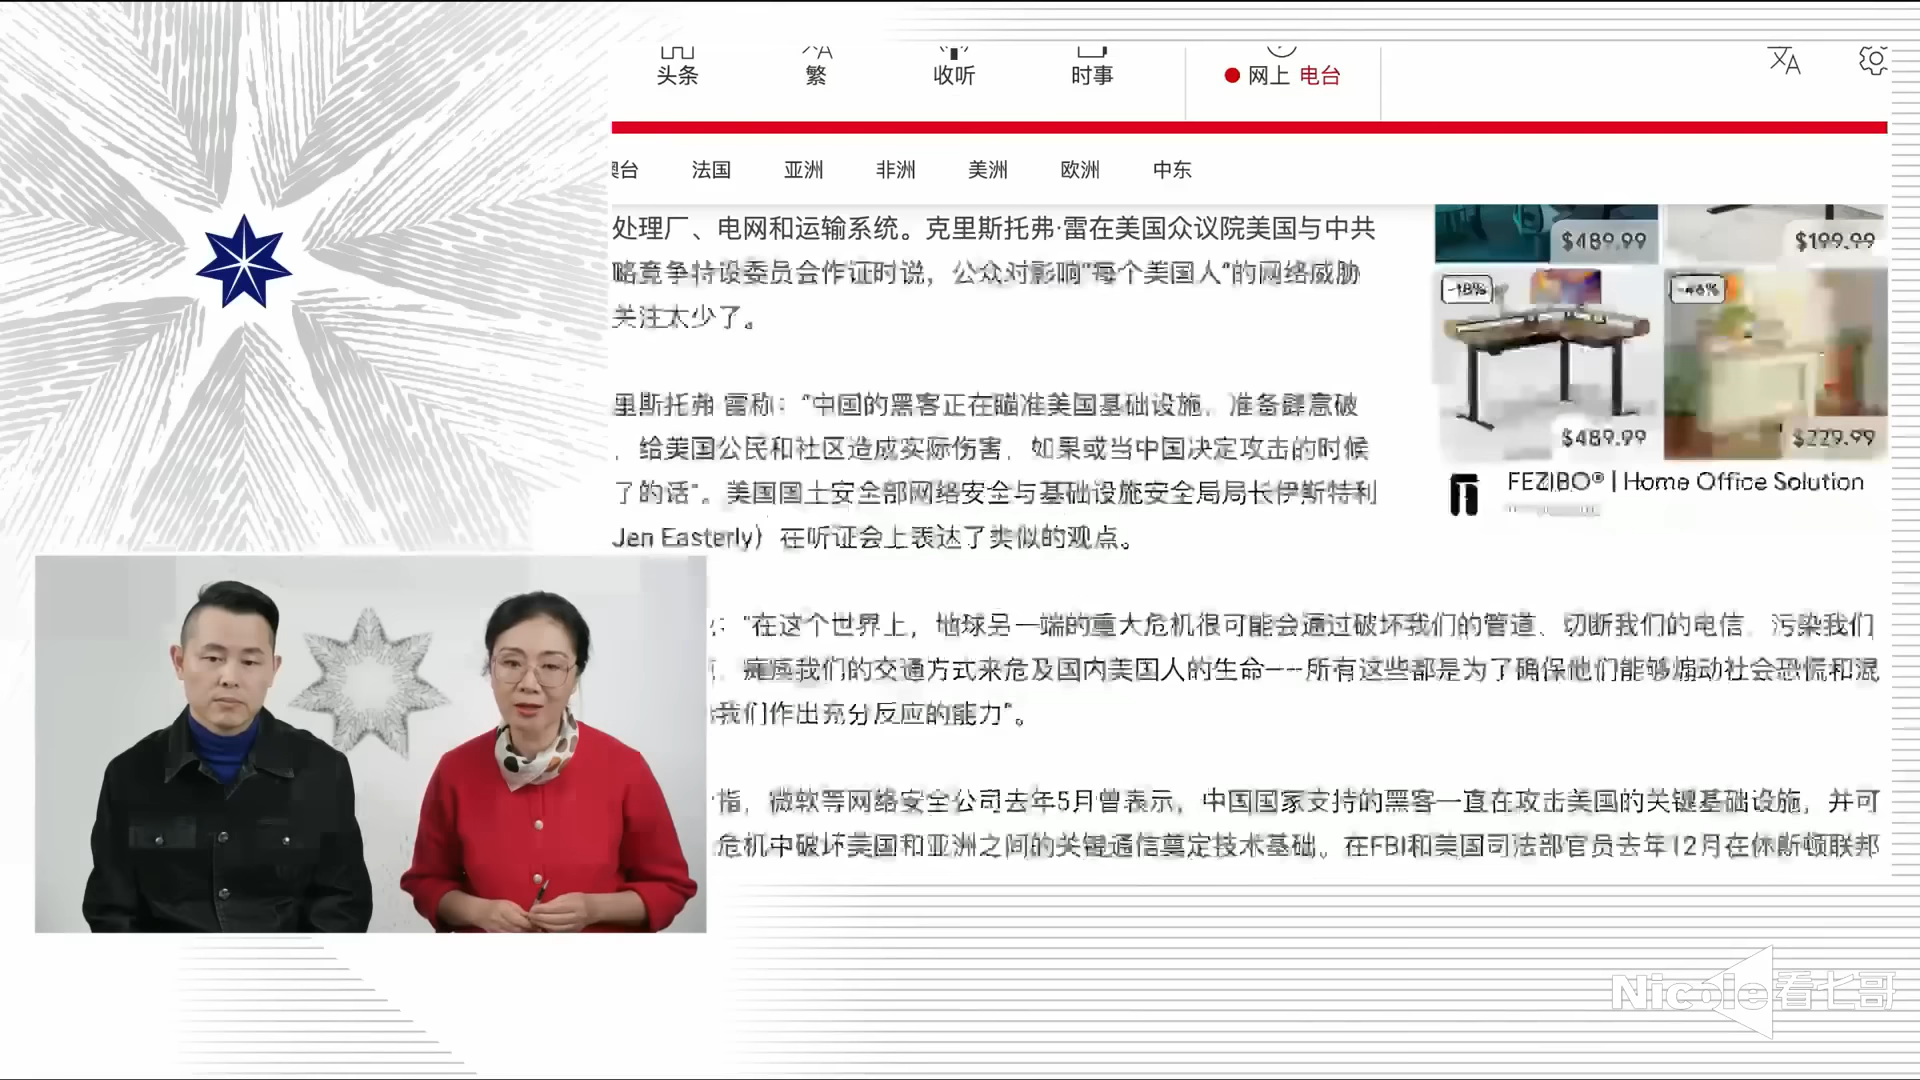 头条
繁
收听
时事
网上 电台
澳台
法国
亚洲
非洲
美洲
欧洲
中东
处理厂、电网和运输系统。克里斯托弗·雷在美国众议院美国与中共
略竞争特设委员会作证时说，公众对影响“每个美国人”的网络威胁
关注太少了。
里斯托弗·雷称：“中国的黑客正在瞄准美国基础设施，准备肆意破
，给美国公民和社区造成实际伤害，如果或当中国决定攻击的时候
了的话”。美国国土安全部网络安全与基础设施安全局局长伊斯特利
Jen Easterly）在听证会上表达了类似的观点。
：“在这个世界上，地球另一端的重大危机很可能会通过破坏我们的管道、切断我们的电信、污染我们
，瘫痪我们的交通方式来危及国内美国人的生命——所有这些都是为了确保他们能够煽动社会恐慌和混
我们作出充分反应的能力”。
指，微软等网络安全公司去年5月曾表示，中国国家支持的黑客一直在攻击美国的关键基础设施，并可
危机中破坏美国和亚洲之间的关键通信奠定技术基础。在FBI和美国司法部官员去年12月在休斯顿联邦
$489.99
$199.99
-18%
-46%
$489.99
$229.99
FEZIBO® | Home Office Solution
Nicole看七哥